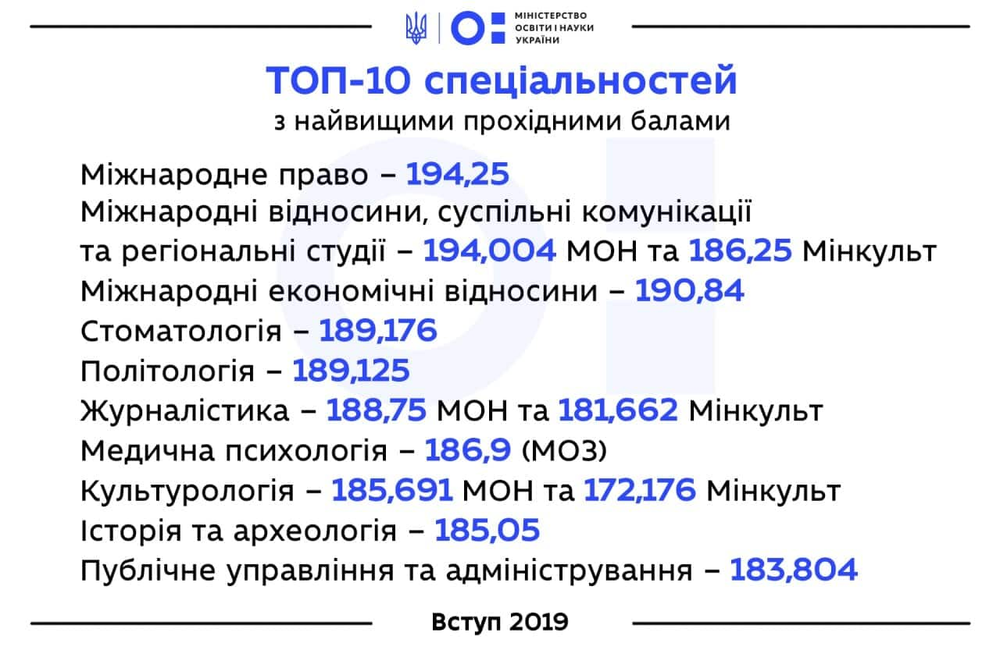 МІНІСТЕРСТВО
ОСВІТИ І НАУКИ
УКРАЇНИ
ТОП-10 спеціальностей
з найвищими прохідними балами
Міжнародне право – 194,25
Міжнародні відносини, суспільні комунікації
та регіональні студії – 194,004 МОН та 186,25 Мінкульт
Міжнародні економічні відносини – 190,84
Стоматологія – 189,176
Політологія – 189,125
Журналістика – 188,75 МОН та 181,662 Мінкульт
Медична психологія – 186,9 (МОЗ)
Культурологія – 185,691 МОН та 172,176 Мінкульт
Історія та археологія – 185,05
Публічне управління та адміністрування – 183,804
Вступ 2019